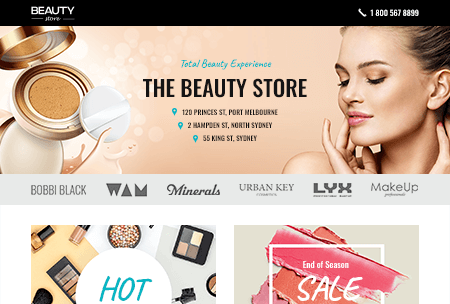 BEAUTY
store
1 800 567 8899
Total Beauty Experience
THE BEAUTY STORE
120 PRINCES ST, PORT MELBOURNE
2 HAMPDEN ST, NORTH SYDNEY
55 KING ST, SYDNEY
BOBBI BLACK
WAM
Minerals
URBAN KEY
COSMETICS
LYX
MakeUp
professionals
HOT
End of Season
SALE